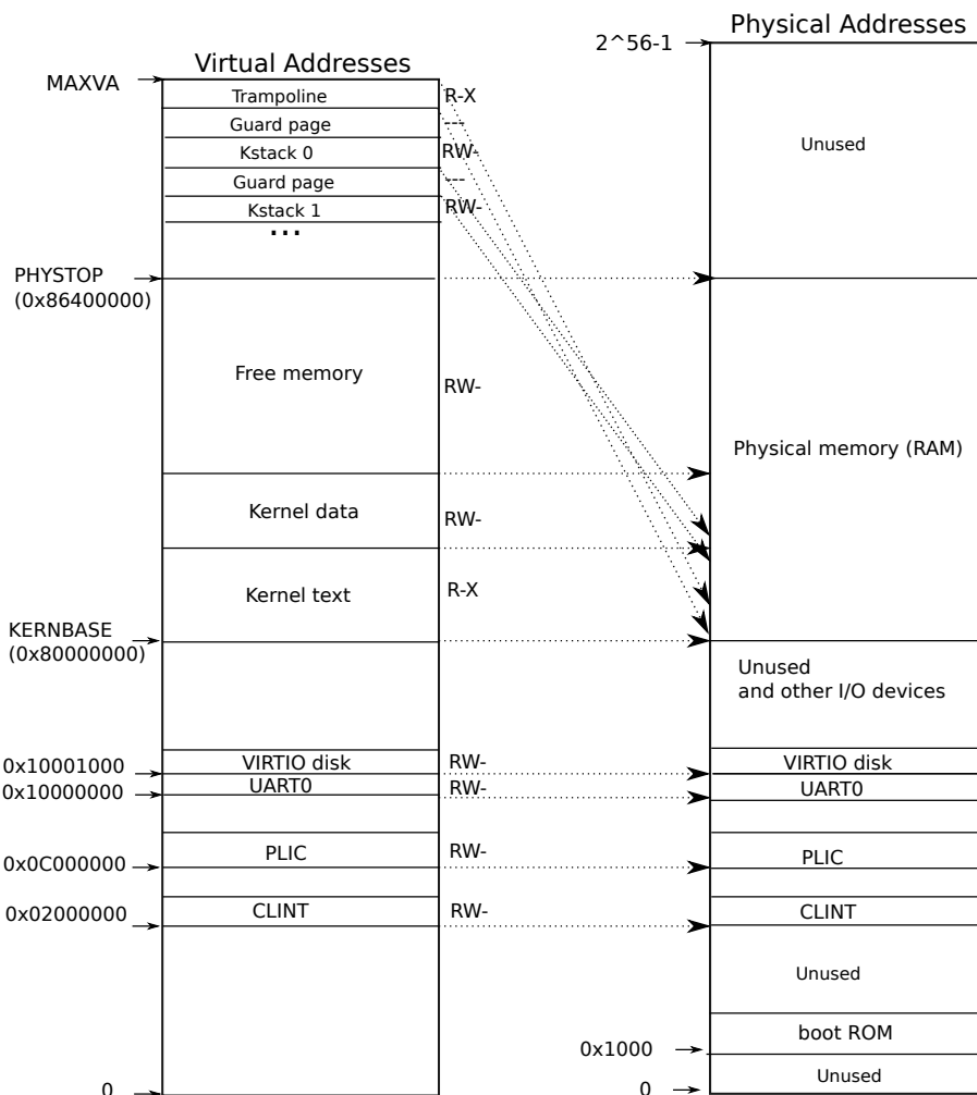 Physical Addresses
2^56-1
Virtual Addresses
MAXVA
Trampoline
R-X
Guard page
---
Kstack 0
RW-
Guard page
---
Kstack 1
RW-
...
Unused
PHYSTOP
(0x86400000)
Free memory
RW-
Physical memory (RAM)
Kernel data
RW-
Kernel text
R-X
KERNBASE
(0x80000000)
Unused
and other I/O devices
0x10001000
VIRTIO disk
RW-
VIRTIO disk
0x10000000
UART0
RW-
UART0
0x0C000000
PLIC
RW-
PLIC
0x02000000
CLINT
RW-
CLINT
Unused
boot ROM
0x1000
Unused
0
0